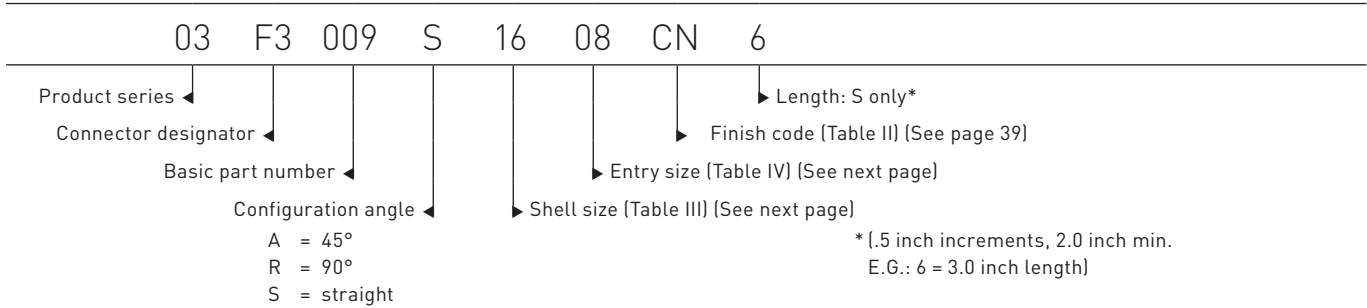 03 F3 009 S 16 08 CN 6
Product series
Length: S only*
Connector designator
Finish code (Table II) (See page 39)
Basic part number
Entry size (Table IV) (See next page)
Configuration angle
Shell size (Table III) (See next page)
A = 45°
R = 90°
S = straight
* (.5 inch increments, 2.0 inch min.
E.G.: 6 = 3.0 inch length)